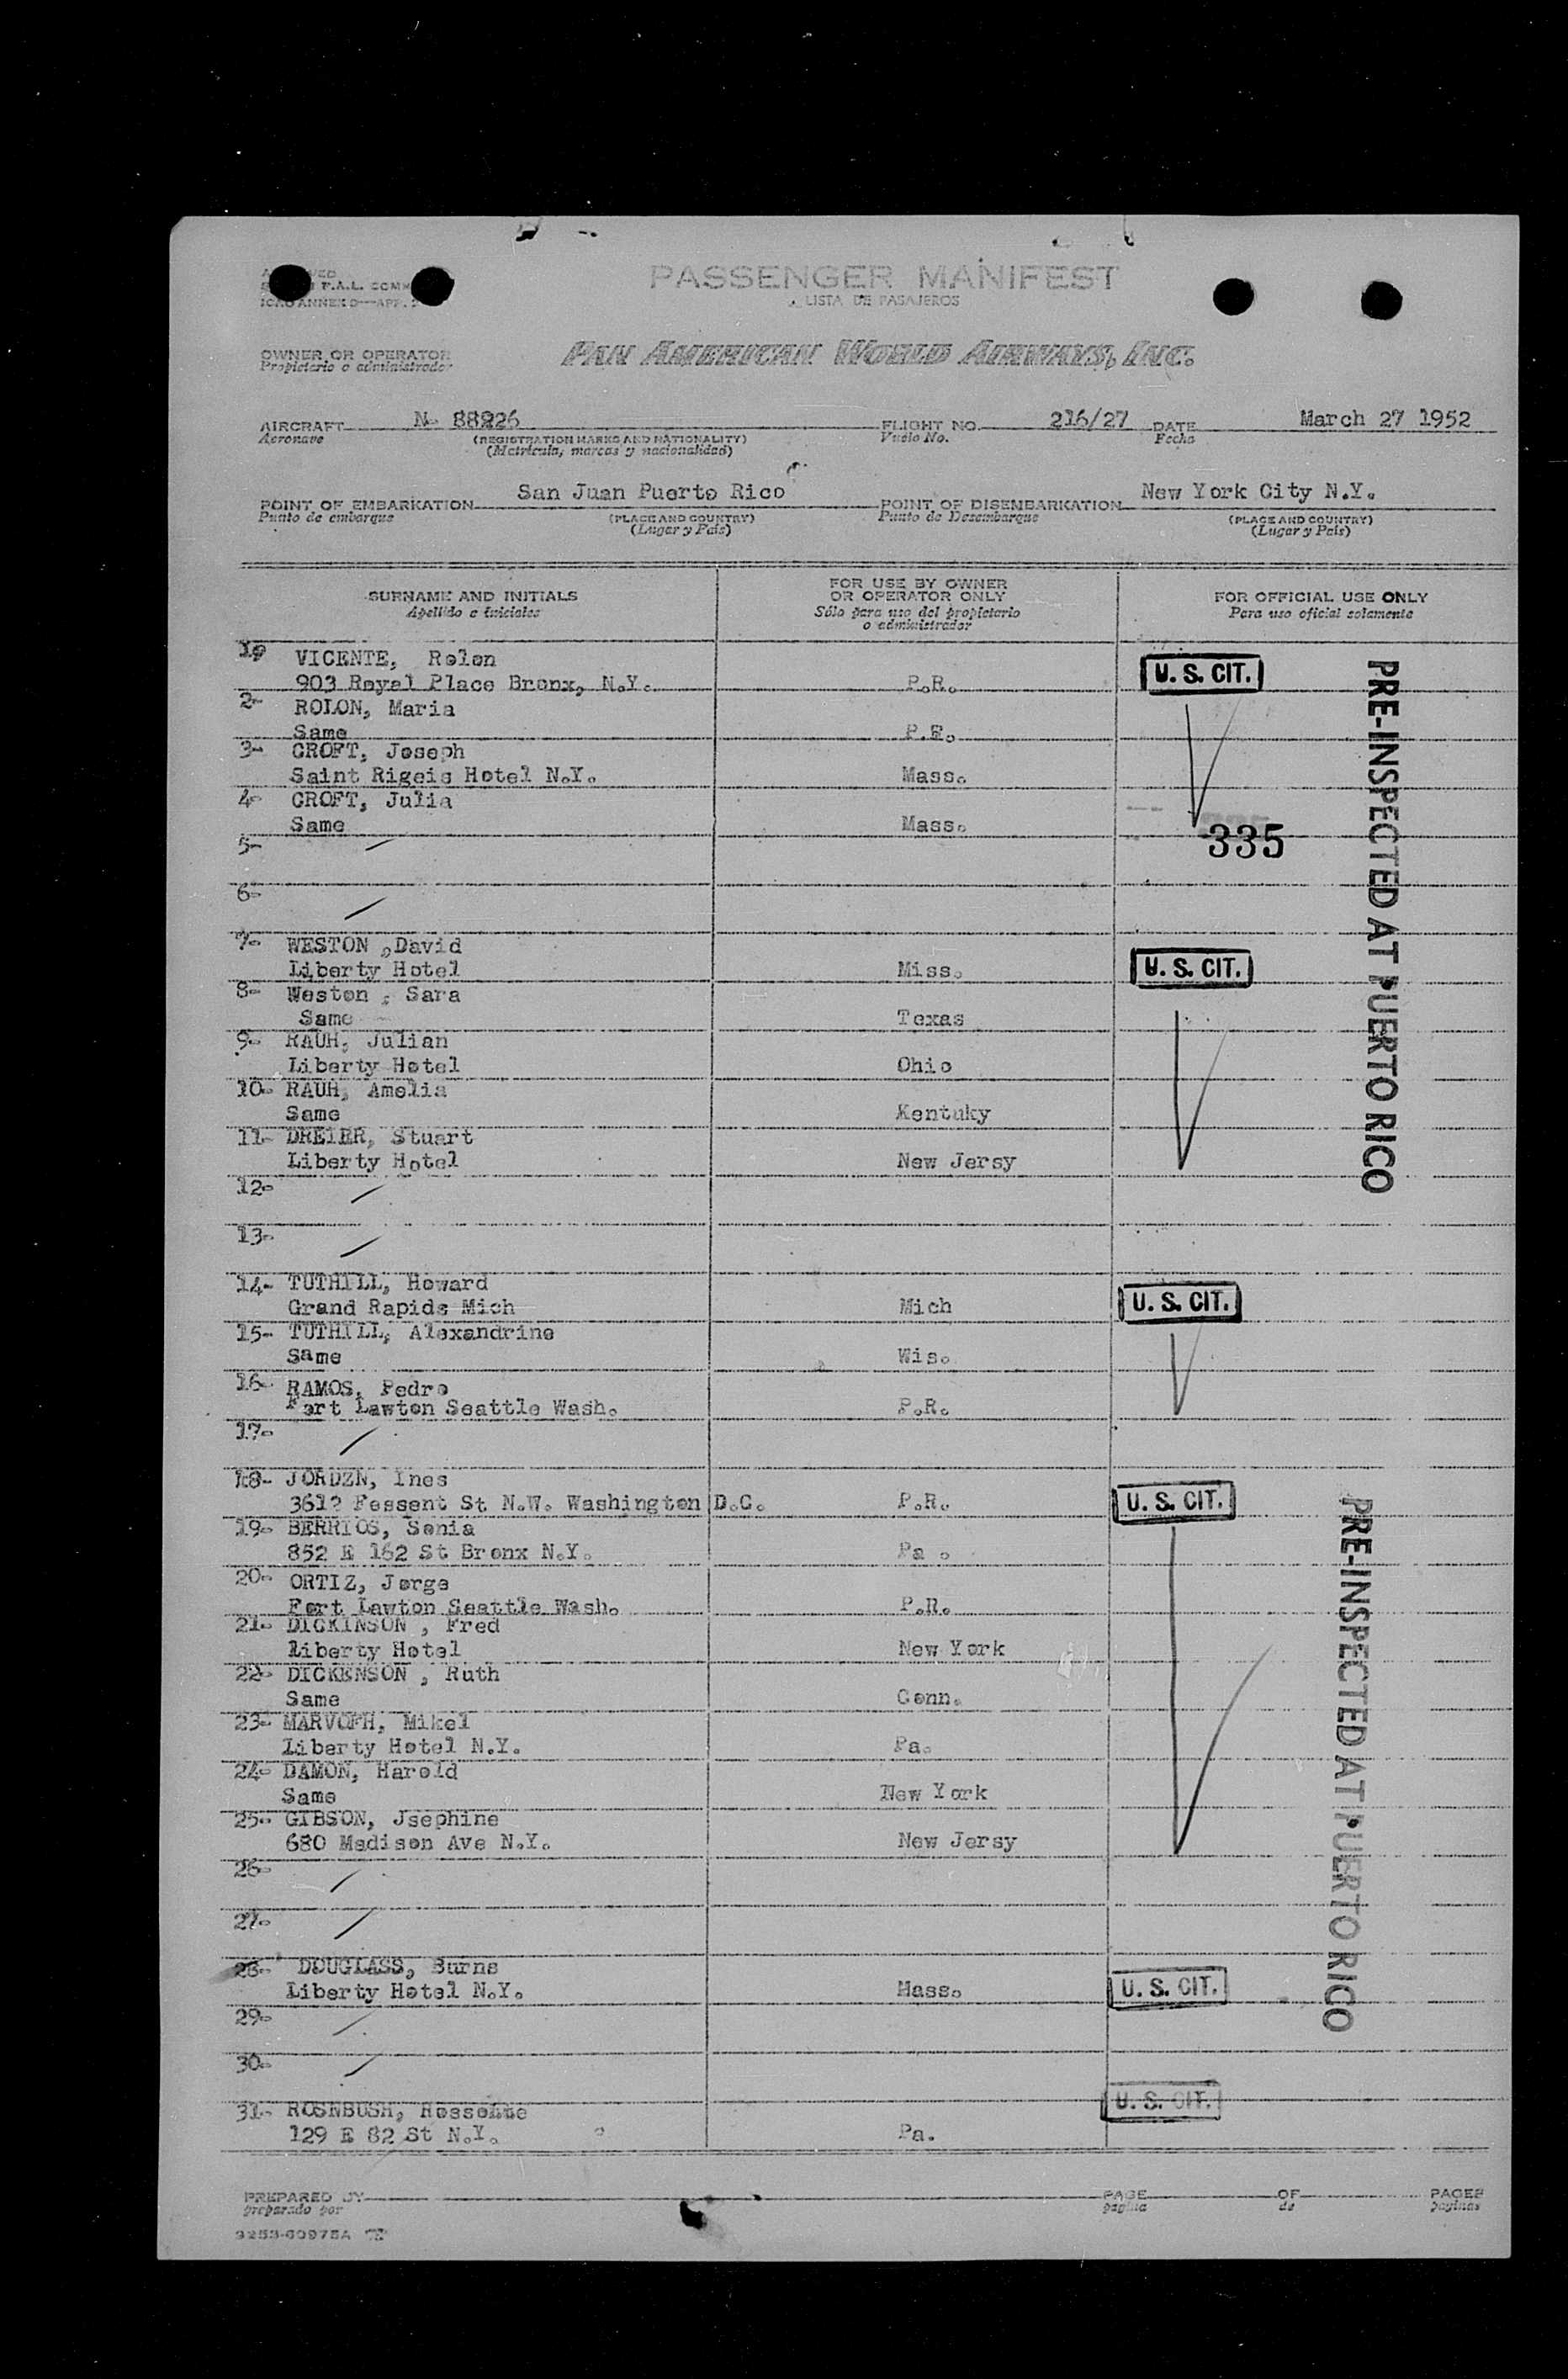 F.A.L. COMM
ICAO ANNEX 9—APP. 2
PASSENGER MANIFEST
LISTA DE PASAJEROS
OWNER OR OPERATOR
Propietario o administrador
PAN AMERICAN WORLD AIRWAYS, INC.
AIRCRAFT N- 88926 FLIGHT NO. 216/27 DATE March 27 1952
Aeronave (REGISTRATION MARKS AND NATIONALITY) Vuelo No. Fecha
(Matrícula, marcas y nacionalidad)
POINT OF EMBARKATION San Juan Puerto Rico POINT OF DISEMBARKATION New York City N.Y.
Punto de embarque (PLACE AND COUNTRY) Punto de Desembarque (PLACE AND COUNTRY)
(Lugar y País) (Lugar y País)
SURNAME AND INITIALS FOR USE BY OWNER OR OPERATOR ONLY FOR OFFICIAL USE ONLY
Apellido e iniciales Sólo para uso del propietario o administrador Para uso oficial solamente
1- VICENTE, Rolon
903 Royal Place Bronx, N.Y. P.R. U. S. CIT.
2- ROLON, Maria
Same P.R.
3- CROFT, Joseph
Saint Rigeis Hotel N.Y. Mass.
4- CROFT, Julia
Same Mass.
335
5- /
6- /
7- WESTON ,David
Liberty Hotel Miss. U. S. CIT.
8- Weston , Sara
Same Texas
9- RAUH, Julian
Liberty Hotel Ohio
10- RAUH, Amelia
Same Kentuky
11- DREIER, Stuart
Liberty Hotel New Jersy
12- /
13- /
PRE-INSPECTED AT PUERTO RICO
14- TUTHILL, Howard
Grand Rapids Mich Mich U. S. CIT.
15- TUTHILL, Alexandrine
Same Wis.
16- RAMOS, Pedro
Fort Lawton Seattle Wash. P.R.
17- /
18- JORDZN, Ines
3612 Fessent St N.W. Washington D.C. P.R. U. S. CIT.
19- BERRIOS, Sonia
852 E 162 St Bronx N.Y. Pa .
20- ORTIZ, Jorge
Fort Lawton Seattle Wash. P.R.
21- DICKINSON , Fred
Liberty Hotel New York
22- DICKENSON , Ruth
Same Conn.
23- MARVOFH, Mikel
Liberty Hotel N.Y. Pa.
24- DAMON, Harold
Same New York
25- GIBSON, Jsephine
680 Madison Ave N.Y. New Jersy
26- /
27- /
28- DOUGLASS, Burns
Liberty Hotel N.Y. Mass. U. S. CIT.
29- /
30- /
PRE-INSPECTED AT PUERTO RICO
31- ROSNBUSH, U. S. CIT.
129 E 82 St N.Y. Pa.
PREPARED BY PAGE OF PAGES
preparado por página de páginas